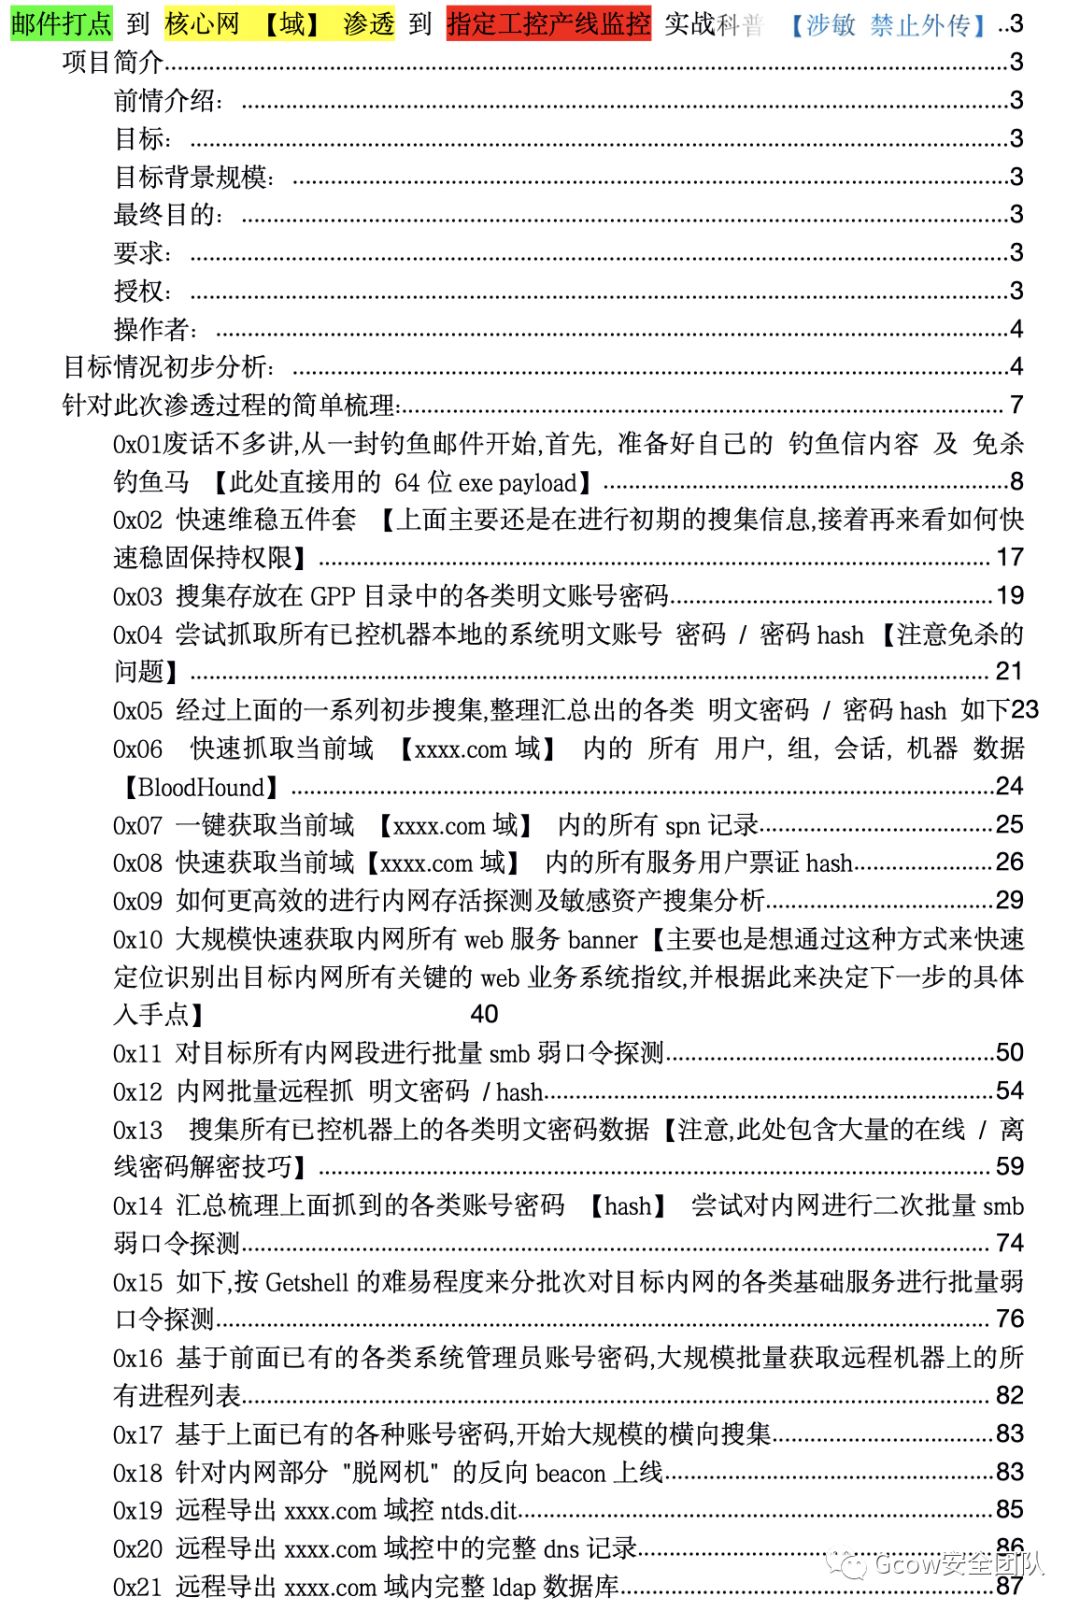 邮件打点 到 核心网 【域】 渗透 到 指定工控产线监控 实战科普 【涉敏 禁止外传】 ..3
项目简介........3
前情介绍：........3
目标：........3
目标背景规模：........3
最终目的：........3
要求：........3
授权：........3
操作者：........4
目标情况初步分析：........4
针对此次渗透过程的简单梳理:........7
0x01废话不多讲,从一封钓鱼邮件开始,首先, 准备好自己的 钓鱼信内容 及 免杀
钓鱼马 【此处直接用的 64 位 exe payload】........8
0x02 快速维稳五件套 【上面主要还是在进行初期的搜集信息,接着再来看如何快
速稳固保持权限】........17
0x03 搜集存放在 GPP 目录中的各类明文账号密码........19
0x04 尝试抓取所有已控机器本地的系统明文账号 密码 / 密码 hash 【注意免杀的
问题】........21
0x05 经过上面的一系列初步搜集,整理汇总出的各类 明文密码 / 密码 hash 如下23
0x06 快速抓取当前域 【xxxx.com 域】 内的 所有 用户, 组, 会话, 机器 数据
【BloodHound】........24
0x07 一键获取当前域 【xxxx.com 域】 内的所有 spn 记录........25
0x08 快速获取当前域【xxxx.com 域】 内的所有服务用户票证 hash........26
0x09 如何更高效的进行内网存活探测及敏感资产搜集分析........29
0x10 大规模快速获取内网所有 web 服务 banner【主要也是想通过这种方式来快速
定位识别出目标内网所有关键的 web 业务系统指纹,并根据此来决定下一步的具体
入手点】 40
0x11 对目标所有内网段进行批量 smb 弱口令探测........50
0x12 内网批量远程抓 明文密码 / hash........54
0x13 搜集所有已控机器上的各类明文密码数据【注意,此处包含大量的在线 / 离
线密码解密技巧】........59
0x14 汇总梳理上面抓到的各类账号密码 【hash】 尝试对内网进行二次批量 smb
弱口令探测........74
0x15 如下,按 Getshell 的难易程度来分批次对目标内网的各类基础服务进行批量弱
口令探测........76
0x16 基于前面已有的各类系统管理员账号密码,大规模批量获取远程机器上的所
有进程列表........82
0x17 基于上面已有的各种账号密码,开始大规模的横向搜集........83
0x18 针对内网部分 "脱网机" 的反向 beacon 上线........83
0x19 远程导出 xxxx.com 域控 ntds.dit........85
0x20 远程导出 xxxx.com 域控中的完整 dns 记录........86
0x21 远程导出 xxxx.com 域内完整 ldap 数据库........87
Gcow安全团队